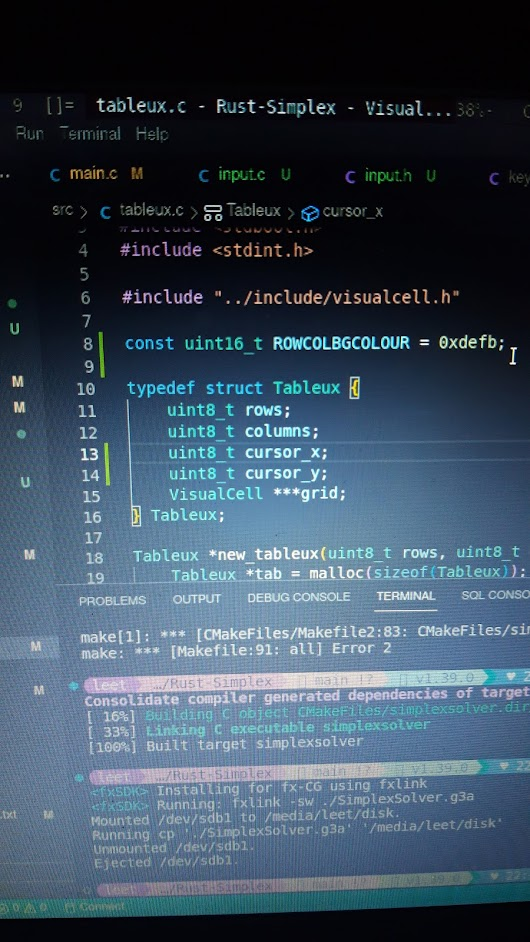 9 []= tableux.c - Rust-Simplex - Visual... 38%-
Run Terminal Help
.. C main.c M C input.c U C input.h U C key
src > C tableux.c > Tableux > cursor_x
4 #include <stdint.h>
5
6 #include "../include/visualcell.h"
7
U
8 const uint16_t ROWCOLBGCOLOUR = 0xdefb;
9
M
10 typedef struct Tableux {
M
11 uint8_t rows;
12 uint8_t columns;
13 uint8_t cursor_x;
14 uint8_t cursor_y;
U
15 VisualCell ***grid;
16 } Tableux;
17
M
18 Tableux *new_tableux(uint8_t rows, uint8_t
19 Tableux *tab = malloc(sizeof(Tableux));
PROBLEMS OUTPUT DEBUG CONSOLE TERMINAL SQL CONSO
make[1]: *** [CMakeFiles/Makefile2:83: CMakeFiles/sim
M
make: *** [Makefile:91: all] Error 2
leet .../Rust-Simplex main !? v1.39.0
M
Consolidate compiler generated dependencies of target
[ 16%] Building C object CMakeFiles/simplexsolver.dir
[ 33%] Linking C executable simplexsolver
[100%] Built target simplexsolver
leet .../Rust-Simplex main !? v1.39.0
<fxSDK> Installing for fx-CG using fxlink
<fxSDK> Running: fxlink -sw ./SimplexSolver.g3a
.txt M
Mounted /dev/sdb1 to /media/leet/disk.
Running cp './SimplexSolver.g3a' '/media/leet/disk'
Unmounted /dev/sdb1.
Ejected /dev/sdb1.
leet .../Rust-Simplex main !? v1.39.0
0 0 Connect